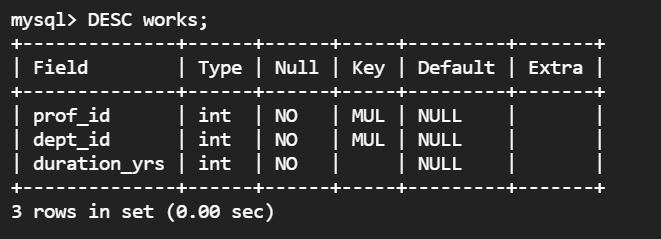 mysql> DESC works;
+--------------+------+------+-----+---------+-------+
| Field        | Type | Null | Key | Default | Extra |
+--------------+------+------+-----+---------+-------+
| prof_id      | int  | NO   | MUL | NULL    |       |
| dept_id      | int  | NO   | MUL | NULL    |       |
| duration_yrs | int  | NO   |     | NULL    |       |
+--------------+------+------+-----+---------+-------+
3 rows in set (0.00 sec)